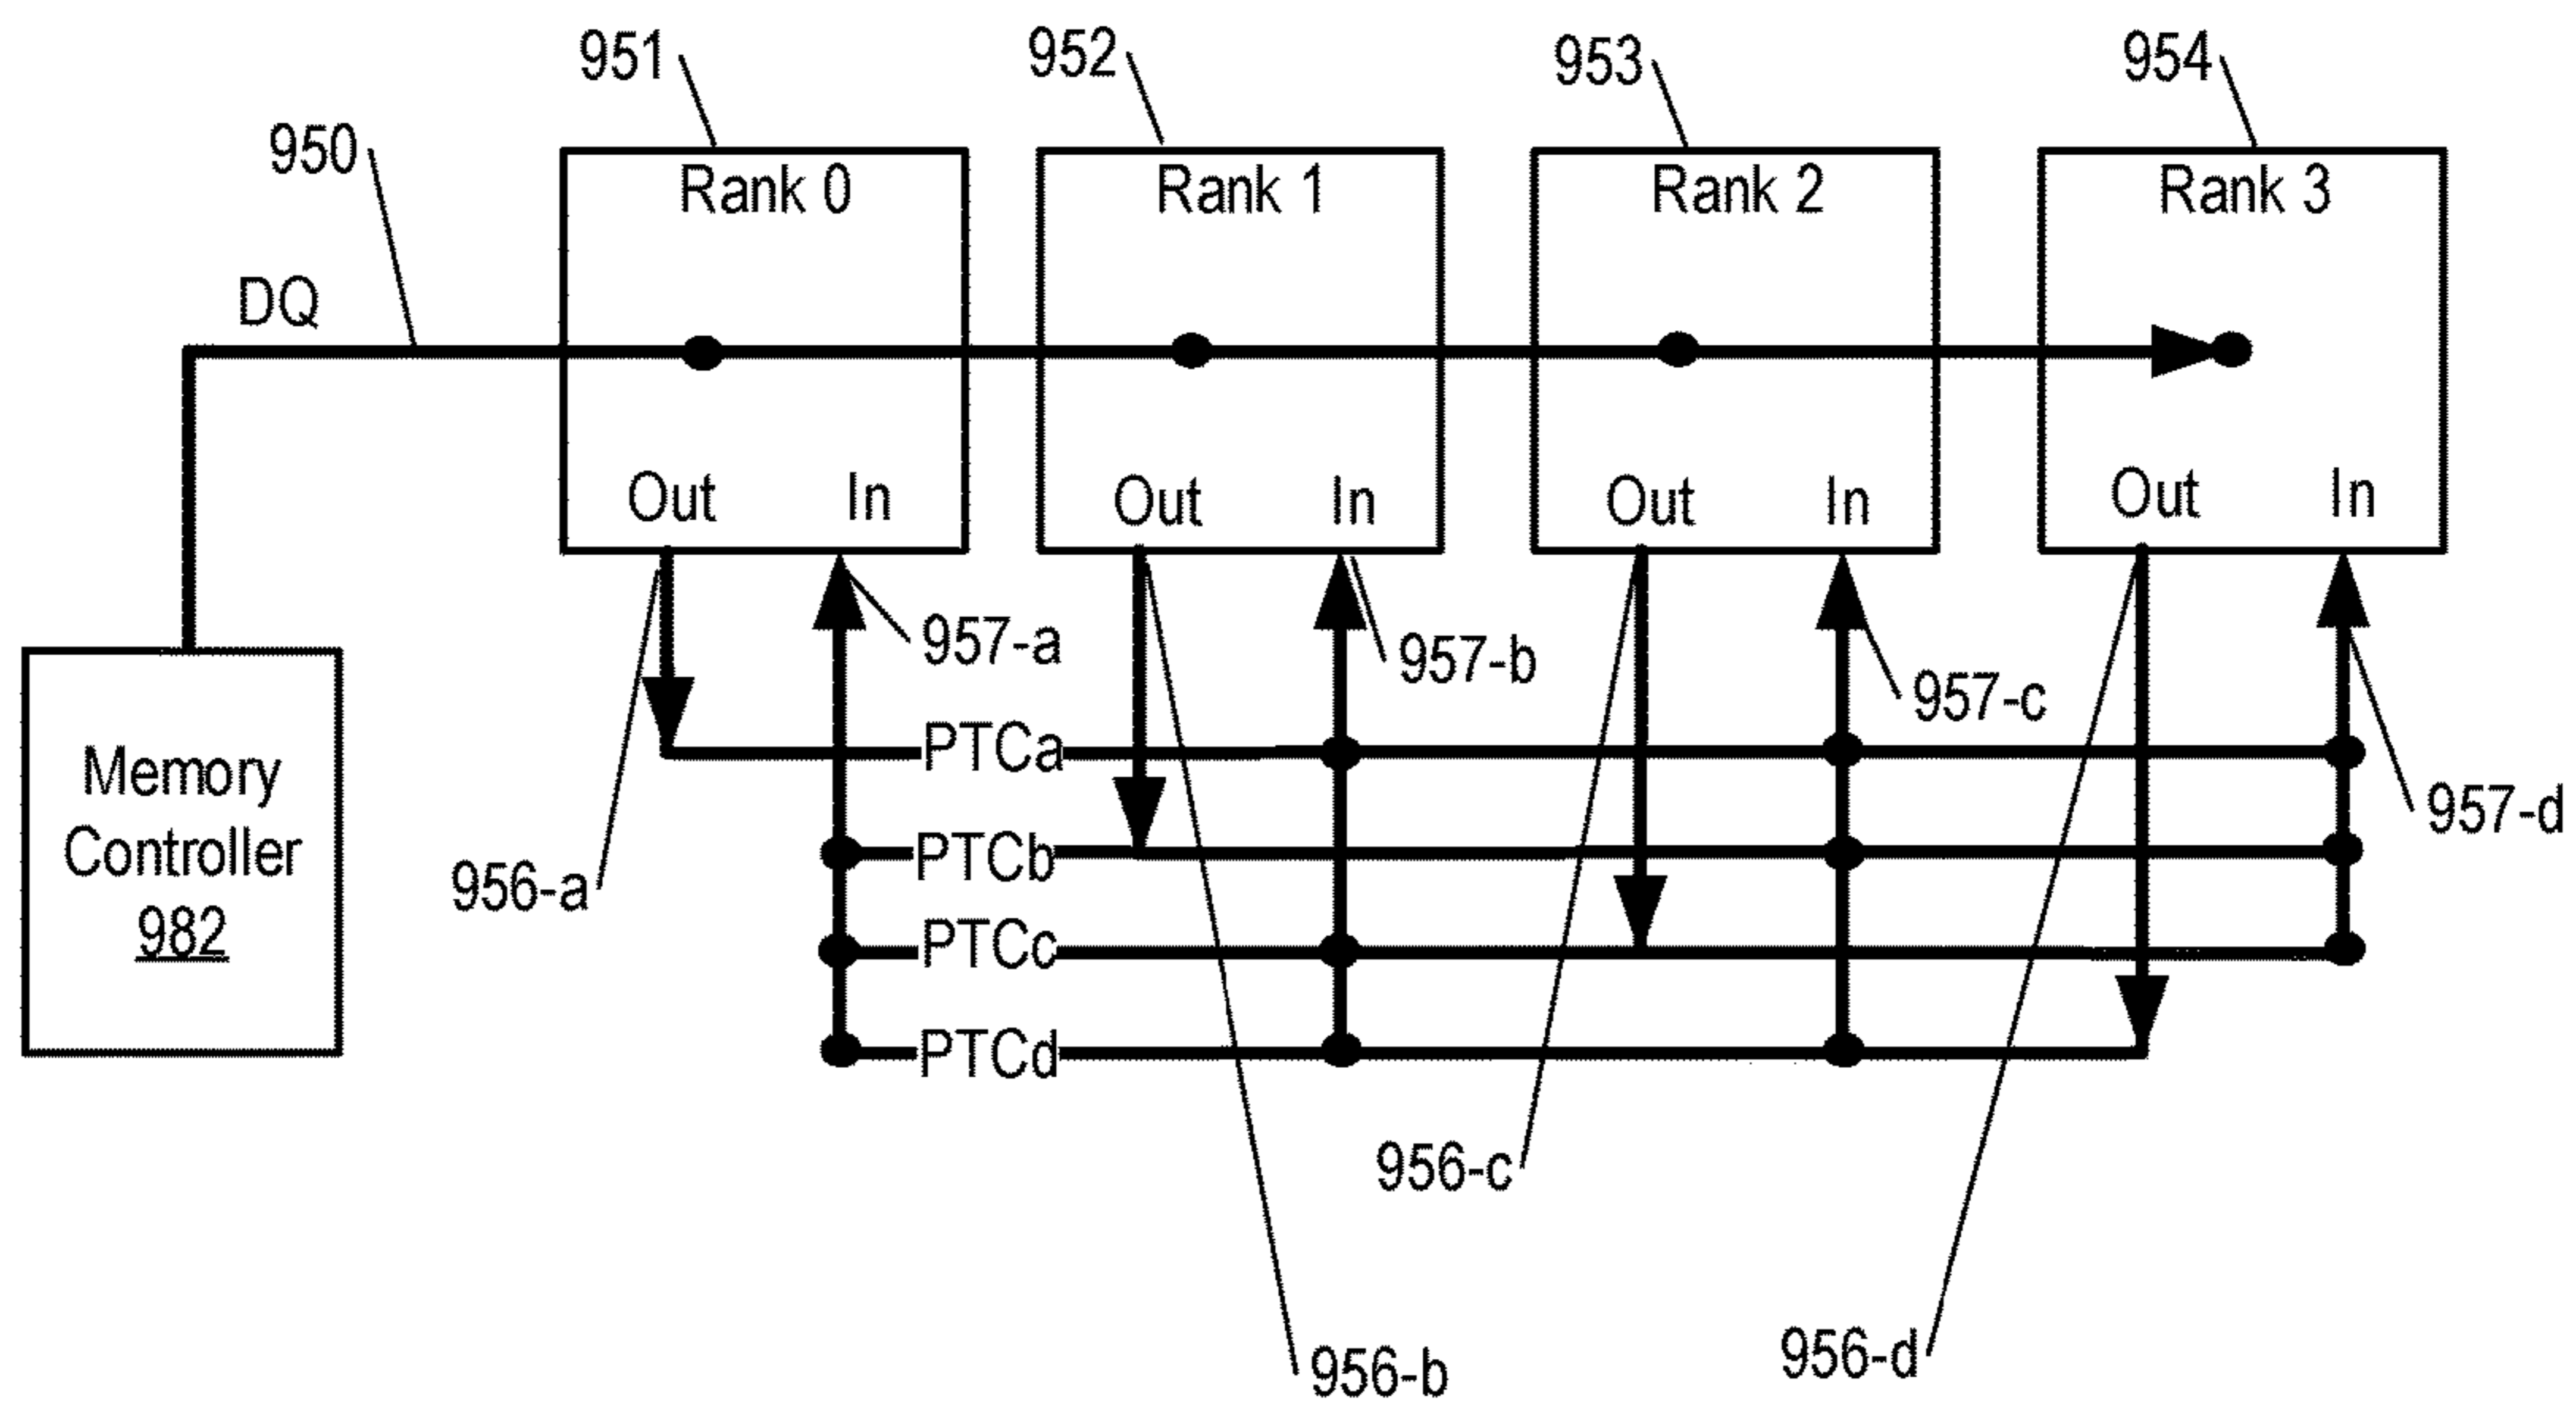 951
952
953
954
950
Rank 0
Rank 1
Rank 2
Rank 3
DQ
Out
In
Out
In
Out
In
Out
In
957-a
957-b
957-c
957-d
Memory
Controller
982
PTCa
PTCb
PTCc
PTCd
956-a
956-c
956-b
956-d